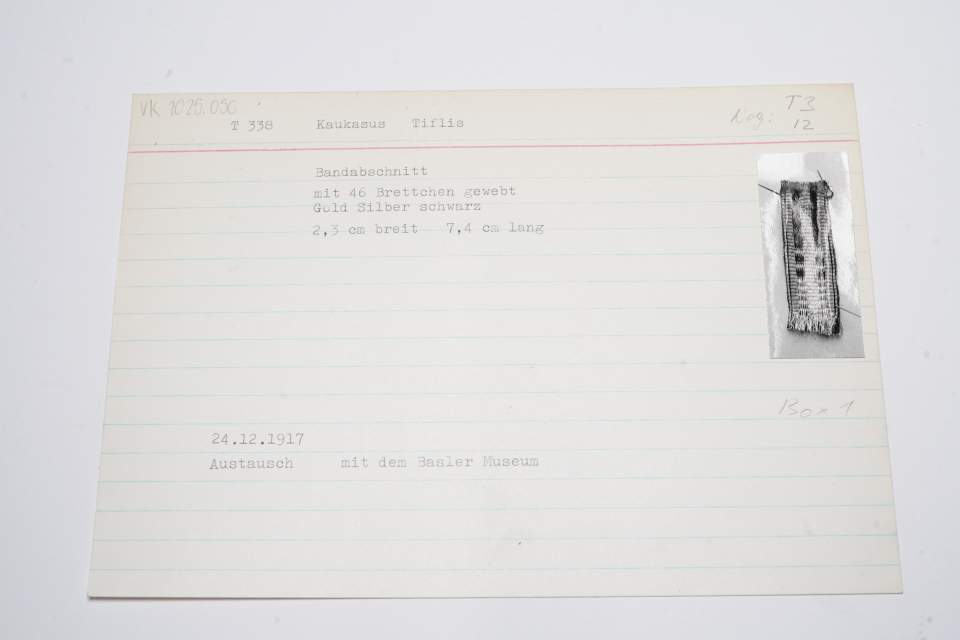 VK 1025.050
T 338 Kaukasus Tiflis
T3
12
Bandabschnitt
mit 46 Brettchen gewebt
Gold Silber schwarz
2,3 cm breit 7,4 cm lang
Box 1
24.12.1917
Austausch mit dem Basler Museum